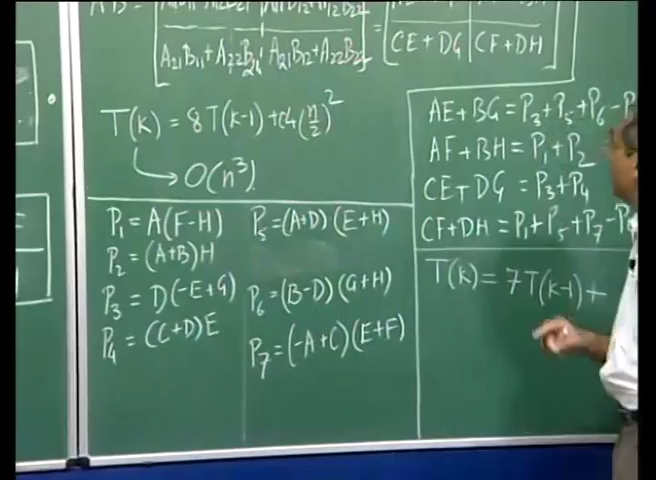 A₂₁B₁₁+A₂₂B₂₁ | A₂₁B₁₂+A₂₂B₂₂
CE+DG | CF+DH
T(k) = 8T(k-1)+c4(n/2)²
O(n³)
P₁ = A(F-H)
P₂ = (A+B)H
P₃ = D(-E+G)
P₄ = (C+D)E
P₅ = (A+D)(E+H)
P₆ = (B-D)(G+H)
P₇ = (-A+C)(E+F)
AE+BG = P₃+P₅+P₆-P
AF+BH = P₁+P₂
CE+DG = P₃+P₄
CF+DH = P₁+P₅+P₇-P₆
T(k) = 7T(k-1)+